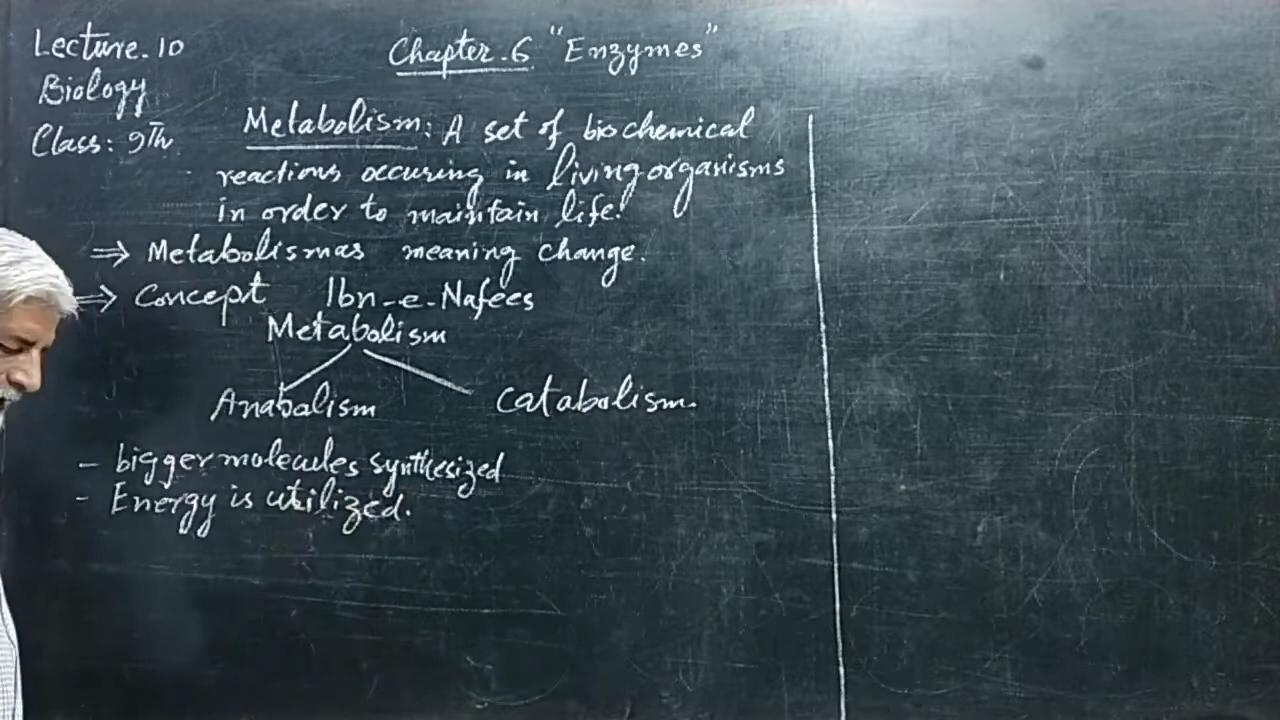 Lecture.10
Biology
Class: 9Th
Chapter.6 "Enzymes"
Metabolism: A set of biochemical
reactions occuring in living organisms
in order to maintain life.
⇒ Metabolismas meaning change.
⇒ Concept Ibn-e-Nafees
Metabolism
Anabalism Catabolism.
- bigger molecules synthesized
- Energy is utilized.